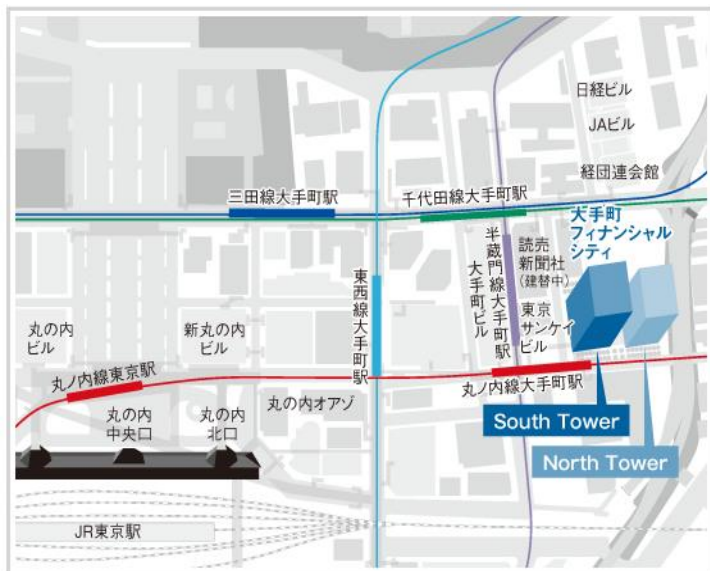 日経ビル
JAビル
経団連会館
三田線大手町駅
千代田線大手町駅
大手町
フィナンシャル
シティ
半蔵門線大手町駅
大手町ビル
読売
新聞社
(建替中)
東京
サンケイ
ビル
東西線大手町駅
丸の内
ビル
新丸の内
ビル
丸ノ内線東京駅
丸ノ内線大手町駅
丸の内オアゾ
丸の内
中央口
丸の内
北口
South Tower
North Tower
JR東京駅